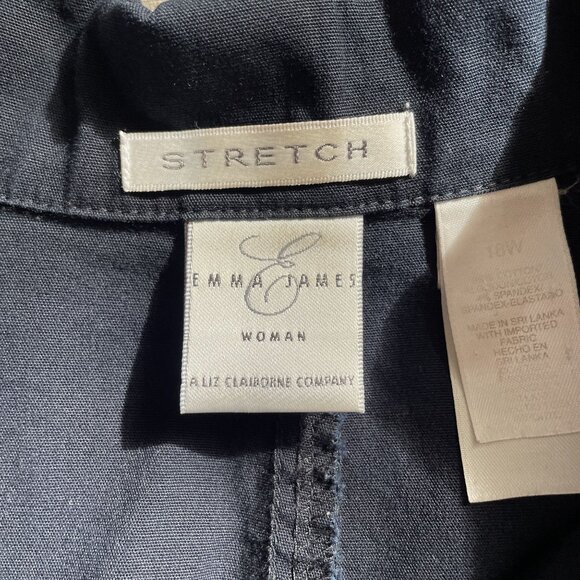 STRETCH
E
EMMA JAMES
WOMAN
A LIZ CLAIBORNE COMPANY
16W
SPANDEX
SPANDEX-ELASTANO
MADE IN SRI LANKA
WITH IMPORTED
FABRIC
HECHO EN
SRI LANKA